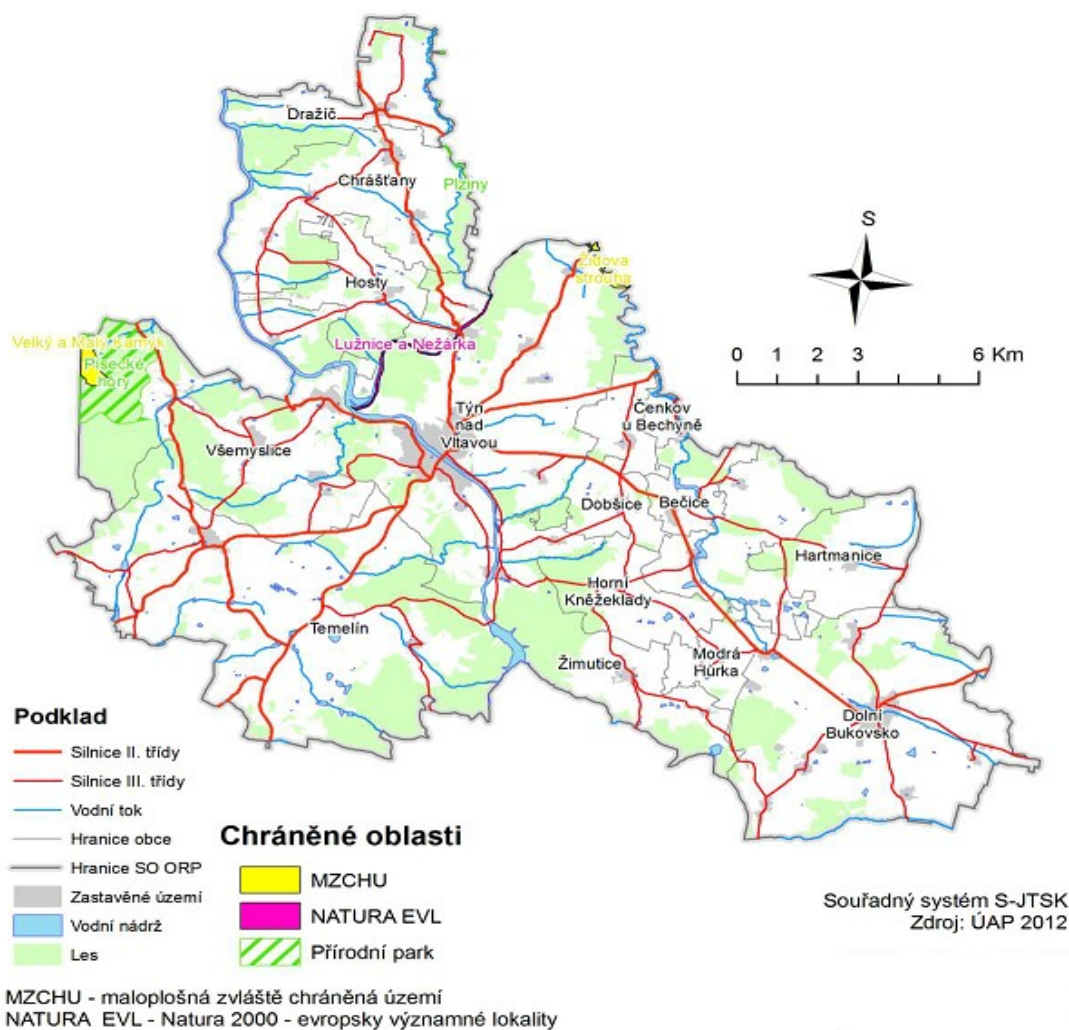 Dražíč
Chrášťany
Plziny
S
Židova
strouha
Hosty
Lužnice a Nežárka
Velký a Malý Kamýk
Písecké
hory
0 1 2 3 6 Km
Týn
nad
Vltavou
Čenkov
u Bechyně
Všemyslice
Dobšice
Bečice
Hartmanice
Horní
Kněžeklady
Temelín
Žimutice
Modrá
Hůrka
Dolní
Bukovsko
Podklad
Silnice II. třídy
Silnice III. třídy
Vodní tok
Hranice obce
Hranice SO ORP
Zastavěné území
Vodní nádrž
Les
Chráněné oblasti
MZCHU
NATURA EVL
Přírodní park
Souřadný systém S-JTSK
Zdroj: ÚAP 2012
MZCHU - maloplošná zvláště chráněná území
NATURA EVL - Natura 2000 - evropsky významné lokality